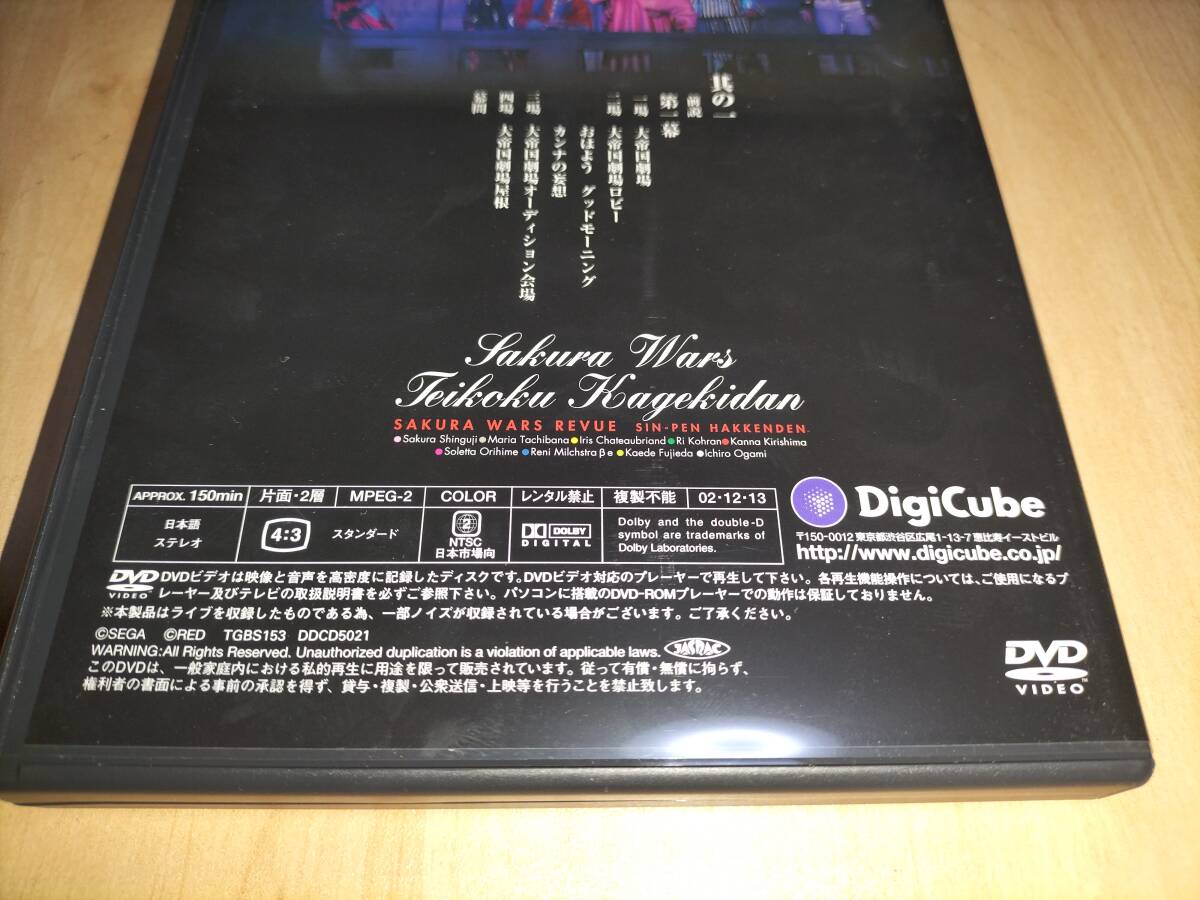 其の一
前説
第一幕
一場 大帝国劇場
二場 大帝国劇場ロビー
おはよう グッドモーニング
カンナの妄想
三場 大帝国劇場オーディション会場
四場 大帝国劇場屋根
幕間
Sakura Wars
Teikoku Kagekidan
SAKURA WARS REVUE SIN-PEN HAKKENDEN.
●Sakura Shinguji●Maria Tachibana●Iris Chateaubriand●Ri Kohran●Kanna Kirishima
●Soletta Orihime ●Reni Milchstraβe●Kaede Fujieda●Ichiro Ogami
APPROX. 150min 片面・2層 MPEG-2 COLOR レンタル禁止 複製不能 02・12・13
日本語
ステレオ
4:3 スタンダード
2
NTSC
日本市場向
DOLBY
DIGITAL
Dolby and the double-D
symbol are trademarks of
Dolby Laboratories.
DigiCube
〒150-0012 東京都渋谷区広尾1-13-7 恵比寿イーストビル
http://www.digicube.co.jp/
DVD VIDEO
DVDビデオは映像と音声を高密度に記録したディスクです。DVDビデオ対応のプレーヤーで再生して下さい。各再生機能操作については、ご使用になるプ
レーヤー及びテレビの取扱説明書を必ずご参照下さい。パソコンに搭載のDVD-ROMプレーヤーでの動作は保証しておりません。
※本製品はライブを収録したものである為、一部ノイズが収録されている場合がございます。ご了承ください。
©SEGA ©RED TGBS153 DDCD5021
WARNING:All Rights Reserved. Unauthorized duplication is a violation of applicable laws. JASRAC
このDVDは、一般家庭内における私的再生に用途を限って販売されています。従って有償・無償に拘らず、
権利者の書面による事前の承認を得ず、貸与・複製・公衆送信・上映等を行うことを禁止致します。
DVD
VIDEO™